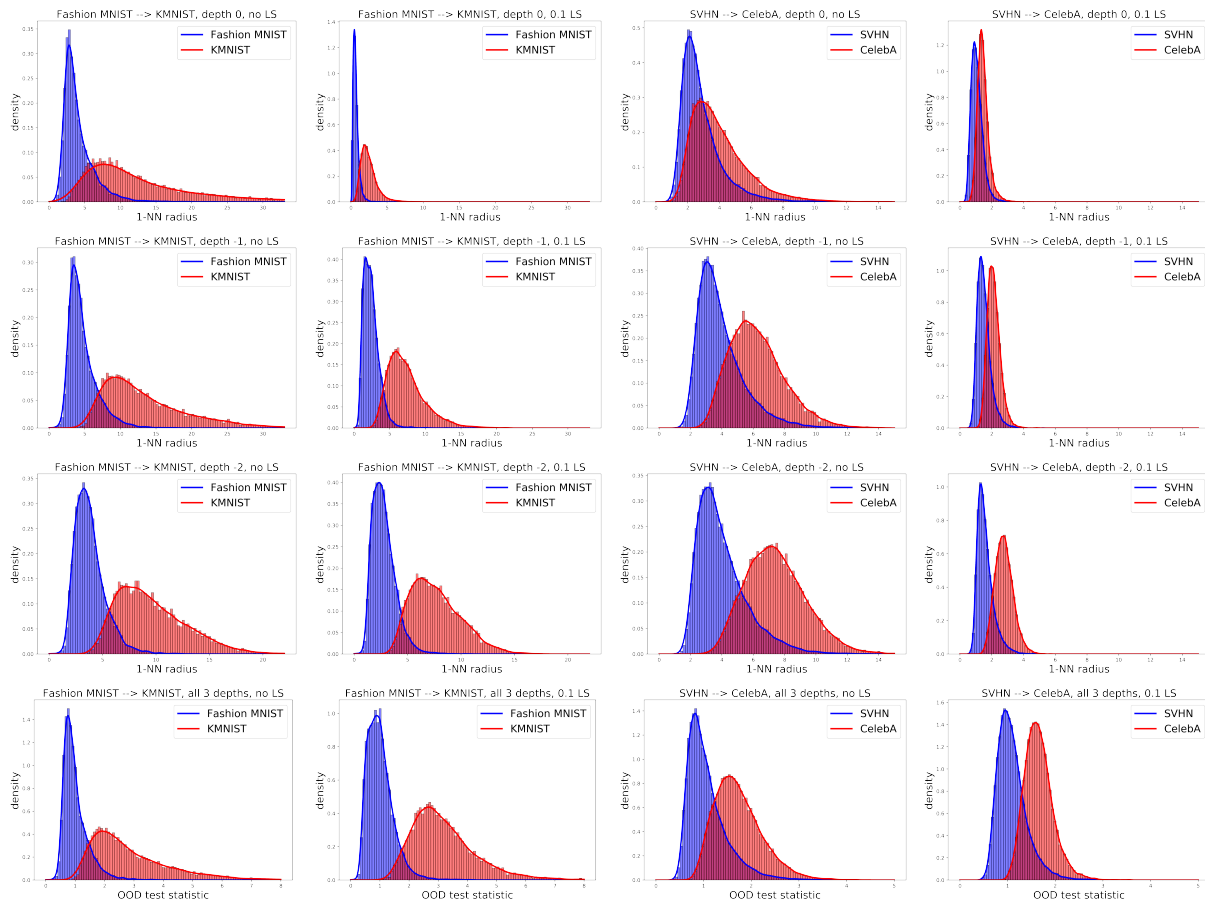 Fashion MNIST --> KMNIST, depth 0, no LS
Fashion MNIST --> KMNIST, depth 0, 0.1 LS
SVHN --> CelebA, depth 0, no LS
SVHN --> CelebA, depth 0, 0.1 LS
Fashion MNIST
KMNIST
Fashion MNIST
KMNIST
SVHN
CelebA
SVHN
CelebA
density
density
density
density
1-NN radius
1-NN radius
1-NN radius
1-NN radius
Fashion MNIST --> KMNIST, depth -1, no LS
Fashion MNIST --> KMNIST, depth -1, 0.1 LS
SVHN --> CelebA, depth -1, no LS
SVHN --> CelebA, depth -1, 0.1 LS
Fashion MNIST
KMNIST
Fashion MNIST
KMNIST
SVHN
CelebA
SVHN
CelebA
density
density
density
density
1-NN radius
1-NN radius
1-NN radius
1-NN radius
Fashion MNIST --> KMNIST, depth -2, no LS
Fashion MNIST --> KMNIST, depth -2, 0.1 LS
SVHN --> CelebA, depth -2, no LS
SVHN --> CelebA, depth -2, 0.1 LS
Fashion MNIST
KMNIST
Fashion MNIST
KMNIST
SVHN
CelebA
SVHN
CelebA
density
density
density
density
1-NN radius
1-NN radius
1-NN radius
1-NN radius
Fashion MNIST --> KMNIST, all 3 depths, no LS
Fashion MNIST --> KMNIST, all 3 depths, 0.1 LS
SVHN --> CelebA, all 3 depths, no LS
SVHN --> CelebA, all 3 depths, 0.1 LS
Fashion MNIST
KMNIST
Fashion MNIST
KMNIST
SVHN
CelebA
SVHN
CelebA
density
density
density
density
OOD test statistic
OOD test statistic
OOD test statistic
OOD test statistic